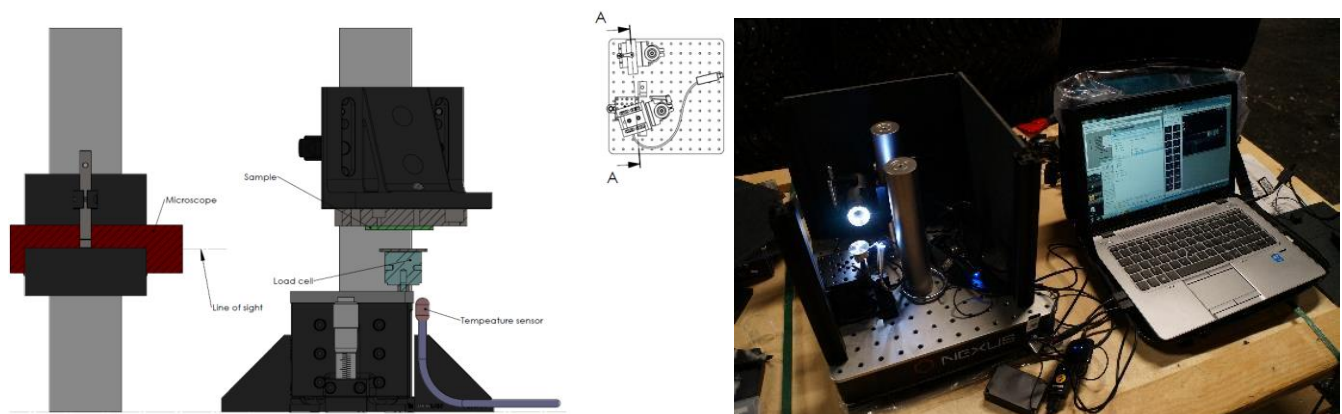 A
Sample
Microscope
A
Load cell
Line of sight
Tempeature sensor
NEXUS